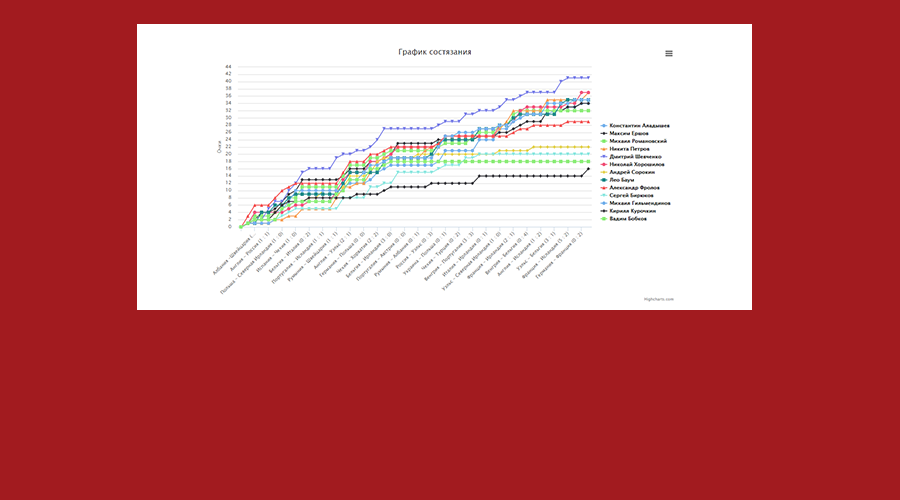 График состязания
Очки
44
42
40
38
36
34
32
30
28
26
24
22
20
18
16
14
12
10
8
6
4
2
0
Албания - Швейцария (…
Англия - Россия (1 : 1)
Польша - Северная Ирландия (1 : 0)
Испания - Чехия (1 : 0)
Бельгия - Италия (0 : 2)
Португалия - Исландия (1 : 1)
Румыния - Швейцария (1 : 1)
Англия - Уэльс (2 : 1)
Германия - Польша (0 : 0)
Чехия - Хорватия (2 : 2)
Бельгия - Ирландия (3 : 0)
Португалия - Австрия (0 : 0)
Румыния - Албания (0 : 1)
Россия - Уэльс (0 : 3)
Украина - Польша (0 : 1)
Чехия - Турция (0 : 2)
Венгрия - Португалия (3 : 3)
Италия - Ирландия (0 : 1)
Уэльс - Северная Ирландия (1 : 0)
Франция - Ирландия (2 : 1)
Венгрия - Бельгия (0 : 4)
Англия - Исландия (1 : 2)
Уэльс - Бельгия (3 : 1)
Франция - Исландия (5 : 2)
Германия - Франция (0 : 2)
Константин Аладышев
Максим Ершов
Михаил Романовский
Никита Петров
Дмитрий Шевченко
Николай Хорошилов
Андрей Сорокин
Лео Баум
Александр Фролов
Сергей Бирюков
Михаил Гильмеидинов
Кирилл Курочкин
Вадим Бобков
Highcharts.com